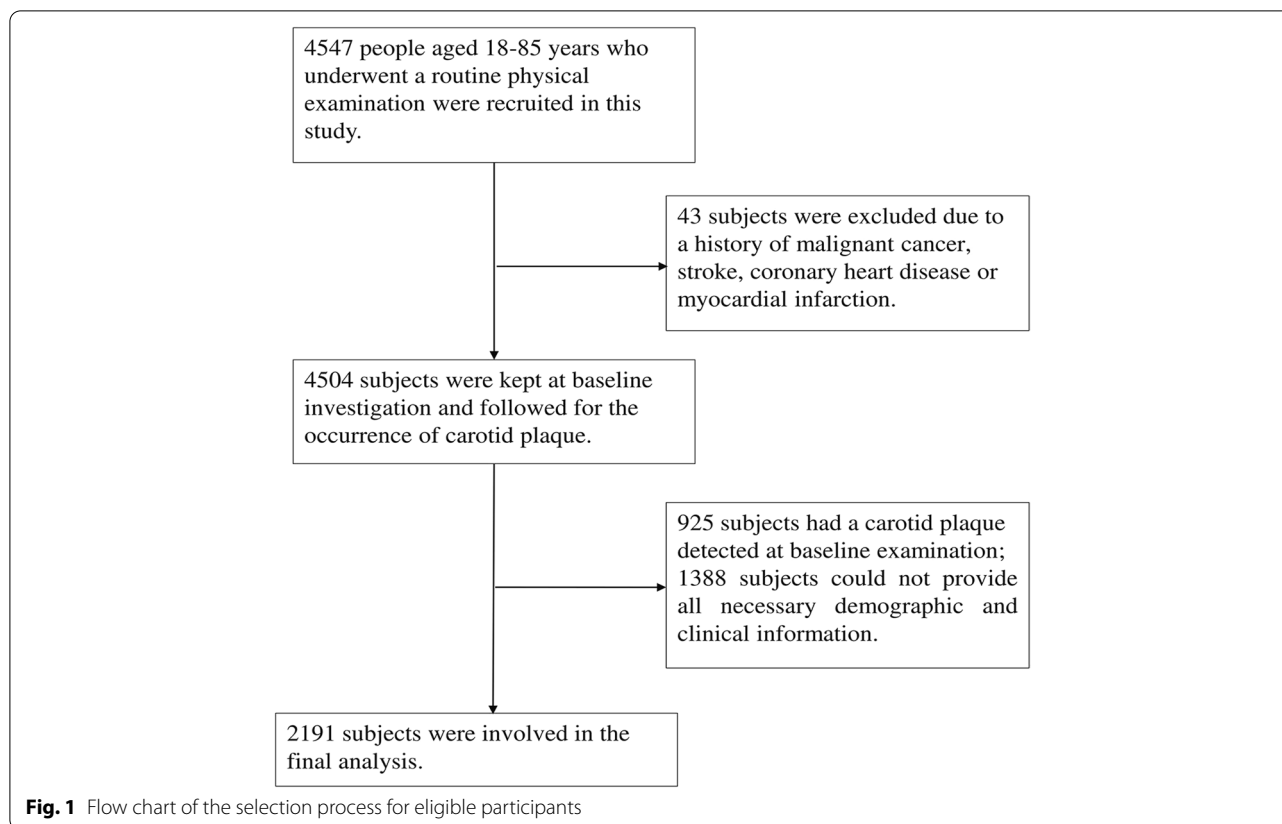 4547 people aged 18-85 years who
underwent a routine physical
examination were recruited in this
study.
43 subjects were excluded due to
a history of malignant cancer,
stroke, coronary heart disease or
myocardial infarction.
4504 subjects were kept at baseline
investigation and followed for the
occurrence of carotid plaque.
925 subjects had a carotid plaque
detected at baseline examination;
1388 subjects could not provide
all necessary demographic and
clinical information.
2191 subjects were involved in the
final analysis.
Fig. 1 Flow chart of the selection process for eligible participants